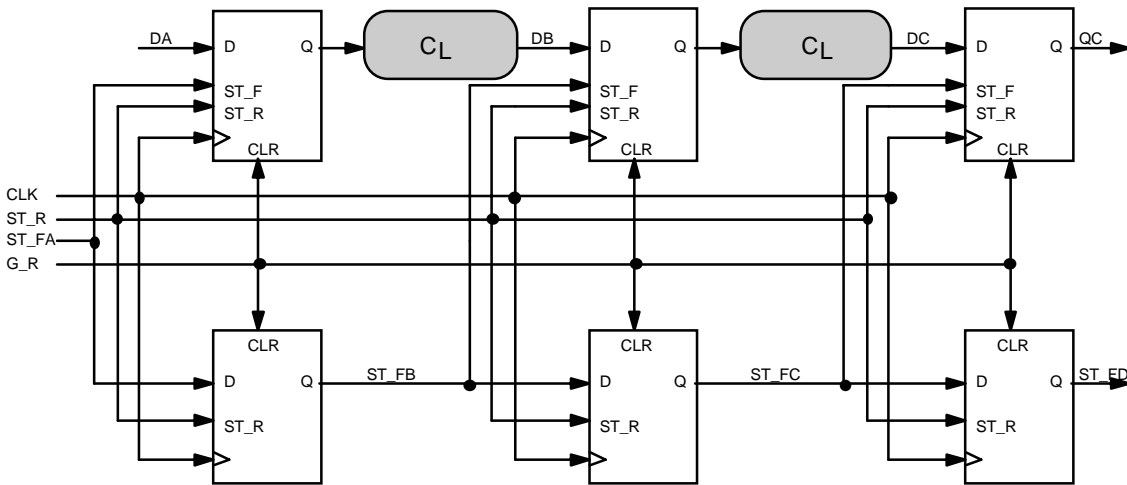 DA
D
Q
CL
DB
D
Q
CL
DC
D
Q
QC
ST_F
ST_R
CLR
ST_F
ST_R
CLR
ST_F
ST_R
CLR
CLK
ST_R
ST_FA
G_R
CLR
D
Q
ST_FB
ST_R
CLR
D
Q
ST_FC
ST_R
CLR
D
Q
ST_FD
ST_R